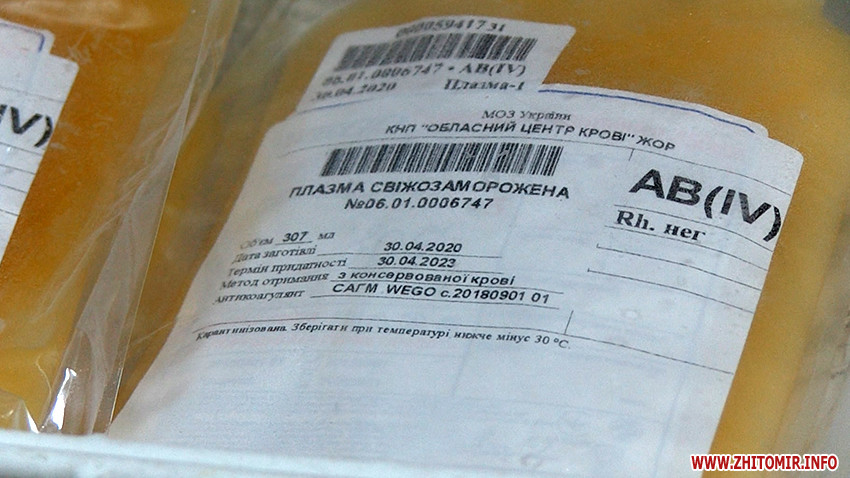 06005941731
06.01.0006747 • AB(IV)
30.04.2020 Плазма-1
МОЗ України
КНП "ОБЛАСНИЙ ЦЕНТР КРОВІ" ЖОР
ПЛАЗМА СВІЖОЗАМОРОЖЕНА
№06.01.0006747
AB(IV)
Rh. нег
Об'єм 307 мл
Дата заготівлі 30.04.2020
Термін придатності 30.04.2023
Метод отримання з консервованої крові
Антикоагулянт САГМ WEGO c.20180901 01
Карантинізована. Зберігати при температурі нижче мінус 30 °С.
IV)
WWW.ZHITOMIR.INFO